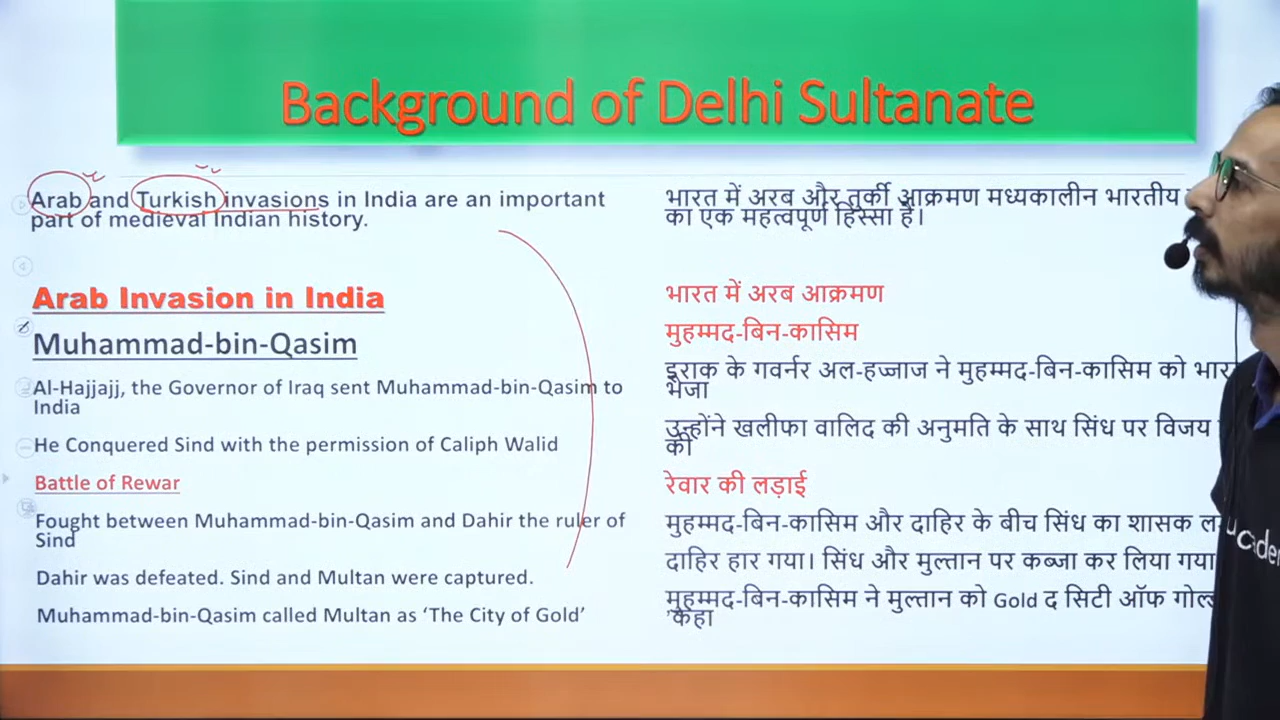 Background of Delhi Sultanate
Arab and Turkish invasions in India are an important
part of medieval Indian history.
Arab Invasion in India
Muhammad-bin-Qasim
Al-Hajjajj, the Governor of Iraq sent Muhammad-bin-Qasim to
India
He Conquered Sind with the permission of Caliph Walid
Battle of Rewar
Fought between Muhammad-bin-Qasim and Dahir the ruler of
Sind
Dahir was defeated. Sind and Multan were captured.
Muhammad-bin-Qasim called Multan as ‘The City of Gold’
भारत में अरब और तुर्की आक्रमण मध्यकालीन भारतीय
का एक महत्वपूर्ण हिस्सा हैं।
भारत में अरब आक्रमण
मुहम्मद-बिन-कासिम
इराक के गवर्नर अल-हज्जाज ने मुहम्मद-बिन-कासिम को
भेजा
उन्होंने खलीफा वालिद की अनुमति के साथ सिंध पर विजय
की
रेवार की लड़ाई
मुहम्मद-बिन-कासिम और दाहिर के बीच सिंध का शासक
दाहिर हार गया। सिंध और मुल्तान पर कब्जा कर लिया गया
मुहम्मद-बिन-कासिम ने मुल्तान को Gold द सिटी ऑफ
’कहा